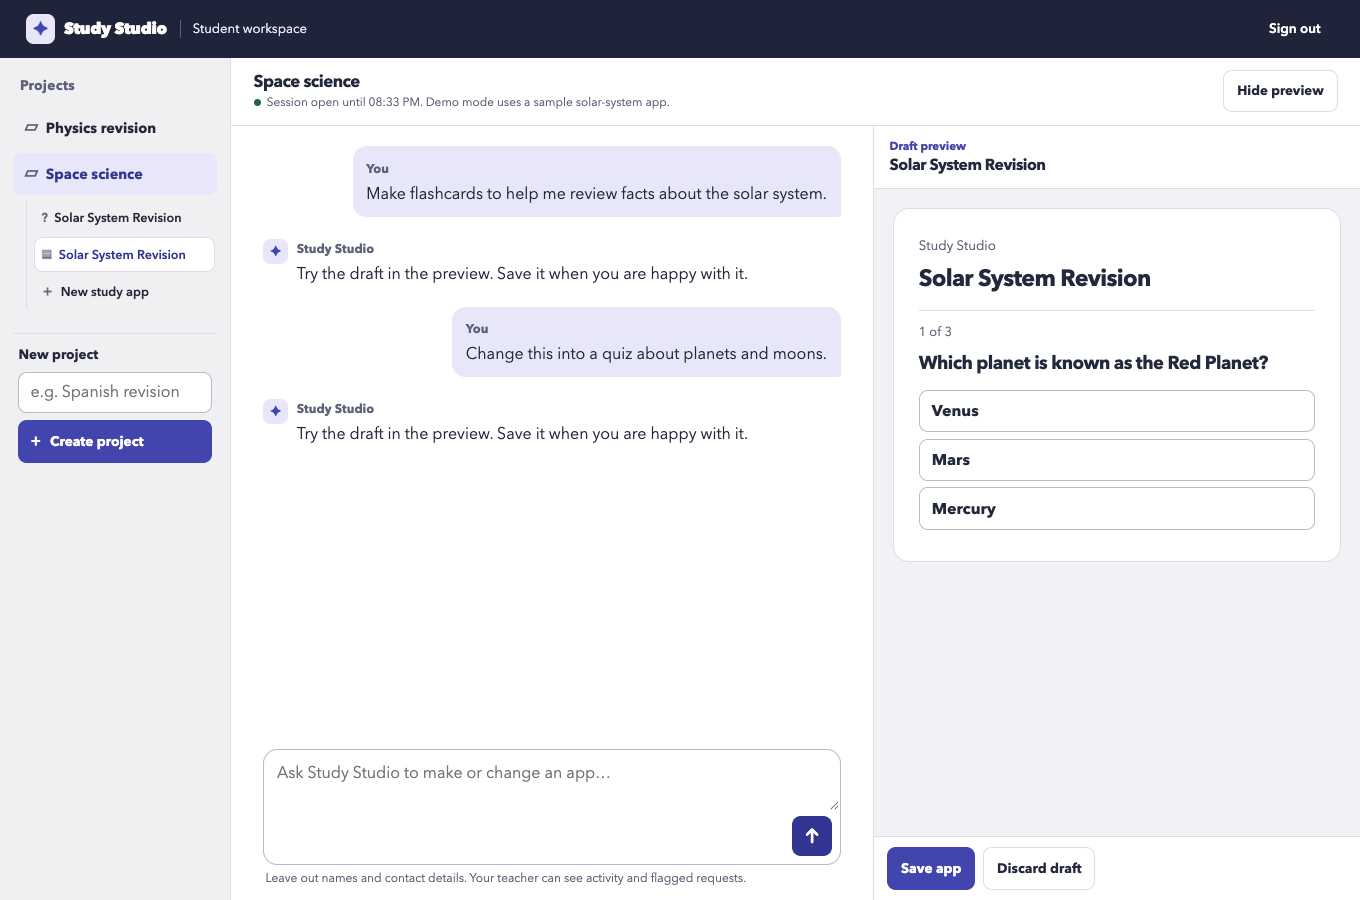 Study Studio
Student workspace
Sign out
Projects
Physics revision
Space science
? Solar System Revision
Solar System Revision
+ New study app
New project
e.g. Spanish revision
+ Create project
Space science
Session open until 08:33 PM. Demo mode uses a sample solar-system app.
Hide preview
You
Make flashcards to help me review facts about the solar system.
Study Studio
Try the draft in the preview. Save it when you are happy with it.
You
Change this into a quiz about planets and moons.
Study Studio
Try the draft in the preview. Save it when you are happy with it.
Ask Study Studio to make or change an app…
Leave out names and contact details. Your teacher can see activity and flagged requests.
Draft preview
Solar System Revision
Study Studio
Solar System Revision
1 of 3
Which planet is known as the Red Planet?
Venus
Mars
Mercury
Save app
Discard draft